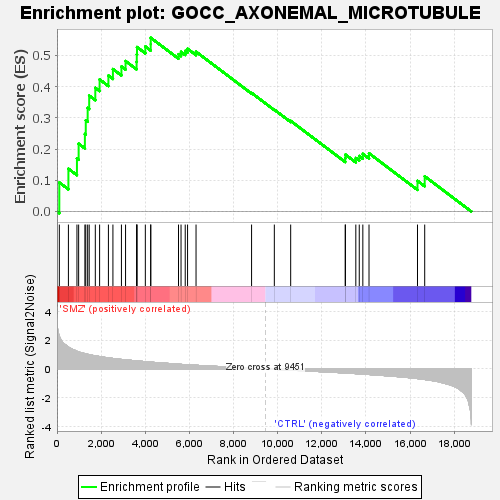 Enrichment plot: GOCC_AXONEMAL_MICROTUBULE
Enrichment score (ES)
0.5
0.4
0.3
0.2
0.1
0.0
'SMZ' (positively correlated)
Ranked list metric (Signal2Noise)
4
2
0
-2
-4
Zero cross at 9451
'CTRL' (negatively correlated)
0 2,000 4,000 6,000 8,000 10,000 12,000 14,000 16,000 18,000
Rank in Ordered Dataset
Enrichment profile Hits Ranking metric scores